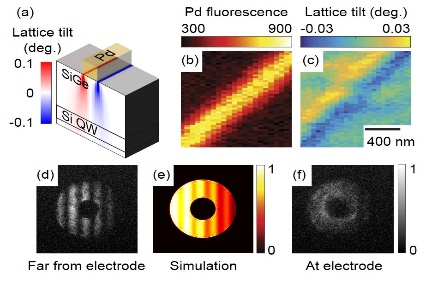 (a)
Pd fluorescence
Lattice tilt (deg.)
Lattice tilt
(deg.)
300
900
-0.03
0.03
Pd
(b)
(c)
0.1
SiGe
0
-0.1
Si QW
400 nm
(d)
(e)
1
(f)
1
0
0
Far from electrode
Simulation
At electrode